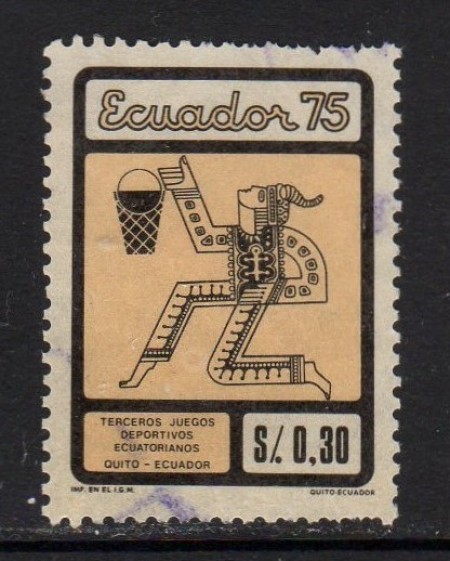 Ecuador 75
TERCEROS JUEGOS
DEPORTIVOS
ECUATORIANOS
QUITO - ECUADOR
S/. 0,30
IMP. EN EL I.G.M.
QUITO-ECUADOR